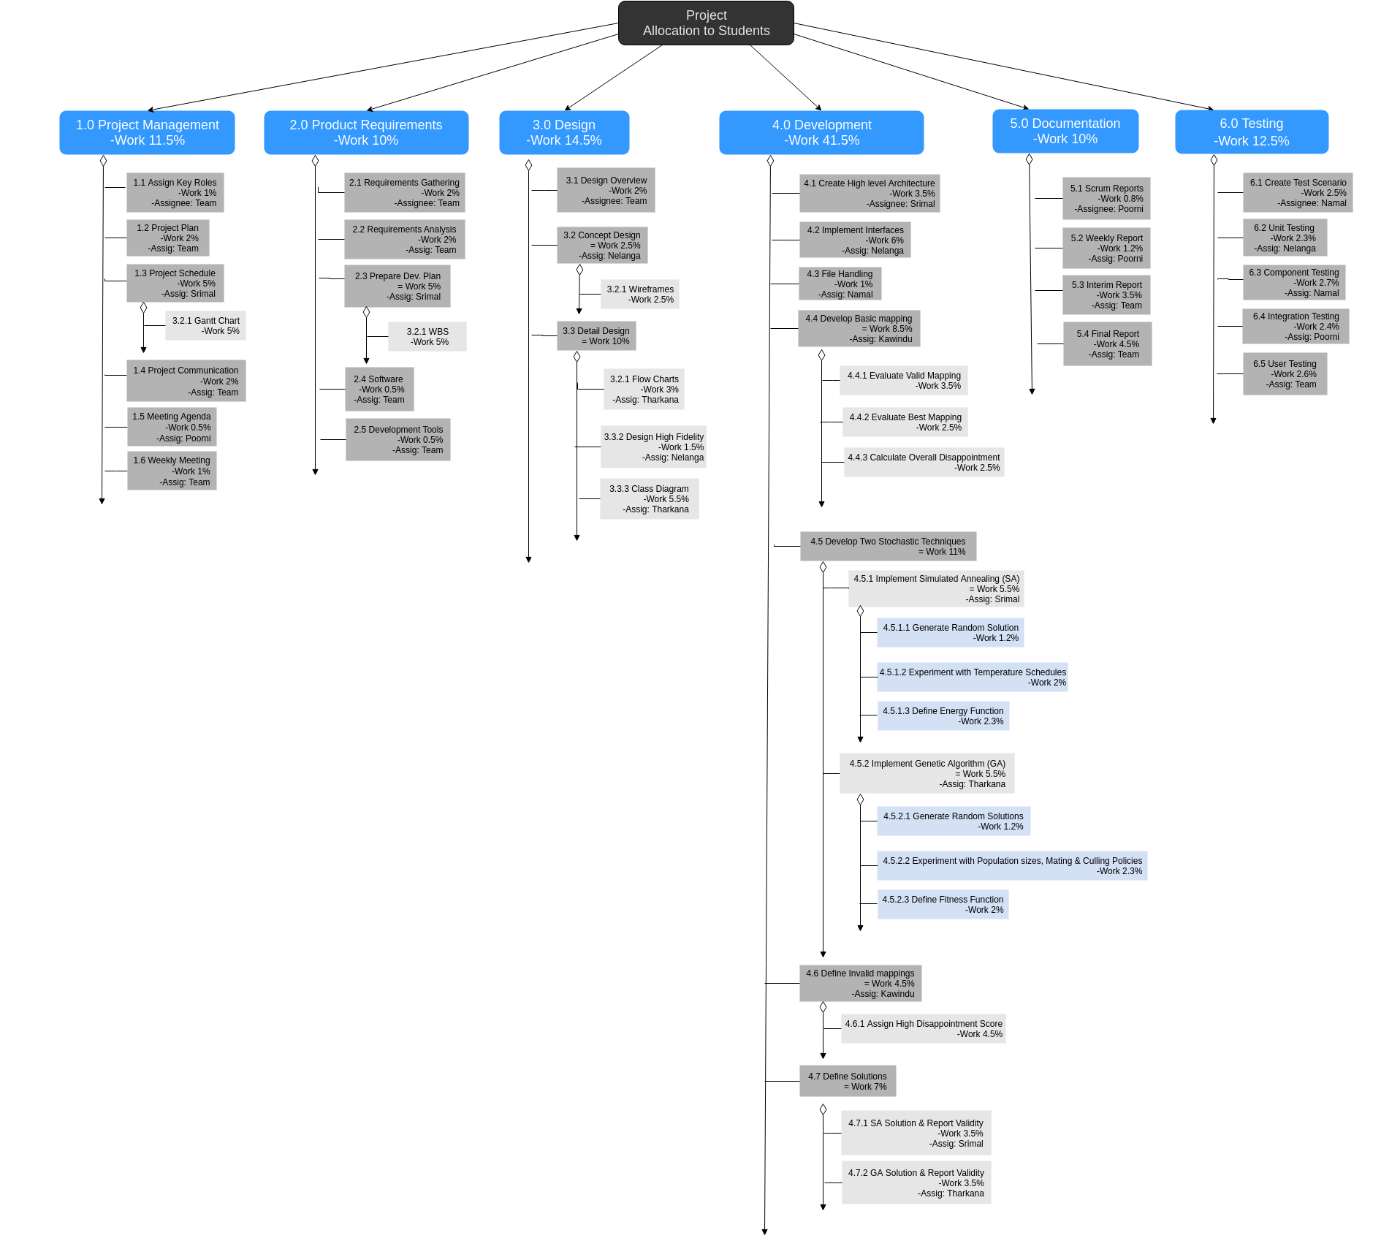 Project
Allocation to Students
1.0 Project Management
-Work 11.5%
1.1 Assign Key Roles
-Work 1%
-Assignee: Team
1.2 Project Plan
-Work 2%
-Assig: Team
1.3 Project Schedule
-Work 5%
-Assig: Srimal
3.2.1 Gantt Chart
-Work 5%
1.4 Project Communication
-Work 2%
-Assig: Team
1.5 Meeting Agenda
-Work 0.5%
-Assig: Poorni
1.6 Weekly Meeting
-Work 1%
-Assig: Team
2.0 Product Requirements
-Work 10%
2.1 Requirements Gathering
-Work 2%
-Assignee: Team
2.2 Requirements Analysis
-Work 2%
-Assig: Team
2.3 Prepare Dev. Plan
= Work 5%
-Assig: Srimal
3.2.1 WBS
-Work 5%
2.4 Software
-Work 0.5%
-Assig: Team
2.5 Development Tools
-Work 0.5%
-Assig: Team
3.0 Design
-Work 14.5%
3.1 Design Overview
-Work 2%
-Assignee: Team
3.2 Concept Design
= Work 2.5%
-Assig: Nelanga
3.2.1 Wireframes
-Work 2.5%
3.3 Detail Design
= Work 10%
3.2.1 Flow Charts
-Work 3%
-Assig: Tharkana
3.3.2 Design High Fidelity
-Work 1.5%
-Assig: Nelanga
3.3.3 Class Diagram
-Work 5.5%
-Assig: Tharkana
4.0 Development
-Work 41.5%
4.1 Create High level Architecture
-Work 3.5%
-Assignee: Srimal
4.2 Implement Interfaces
-Work 6%
-Assig: Nelanga
4.3 File Handling
-Work 1%
-Assig: Namal
4.4 Develop Basic mapping
= Work 8.5%
-Assig: Kawindu
4.4.1 Evaluate Valid Mapping
-Work 3.5%
4.4.2 Evaluate Best Mapping
-Work 2.5%
4.4.3 Calculate Overall Disappointment
-Work 2.5%
4.5 Develop Two Stochastic Techniques
= Work 11%
4.5.1 Implement Simulated Annealing (SA)
= Work 5.5%
-Assig: Srimal
4.5.1.1 Generate Random Solution
-Work 1.2%
4.5.1.2 Experiment with Temperature Schedules
-Work 2%
4.5.1.3 Define Energy Function
-Work 2.3%
4.5.2 Implement Genetic Algorithm (GA)
= Work 5.5%
-Assig: Tharkana
4.5.2.1 Generate Random Solutions
-Work 1.2%
4.5.2.2 Experiment with Population sizes, Mating & Culling Policies
-Work 2.3%
4.5.2.3 Define Fitness Function
-Work 2%
4.6 Define Invalid mappings
= Work 4.5%
-Assig: Kawindu
4.6.1 Assign High Disappointment Score
-Work 4.5%
4.7 Define Solutions
= Work 7%
4.7.1 SA Solution & Report Validity
-Work 3.5%
-Assig: Srimal
4.7.2 GA Solution & Report Validity
-Work 3.5%
-Assig: Tharkana
5.0 Documentation
-Work 10%
5.1 Scrum Reports
-Work 0.8%
-Assignee: Poorni
5.2 Weekly Report
-Work 1.2%
-Assig: Poorni
5.3 Interim Report
-Work 3.5%
-Assig: Team
5.4 Final Report
-Work 4.5%
-Assig: Team
6.0 Testing
-Work 12.5%
6.1 Create Test Scenario
-Work 2.5%
-Assignee: Namal
6.2 Unit Testing
-Work 2.3%
-Assig: Nelanga
6.3 Component Testing
-Work 2.7%
-Assig: Namal
6.4 Integration Testing
-Work 2.4%
-Assig: Poorni
6.5 User Testing
-Work 2.6%
-Assig: Team